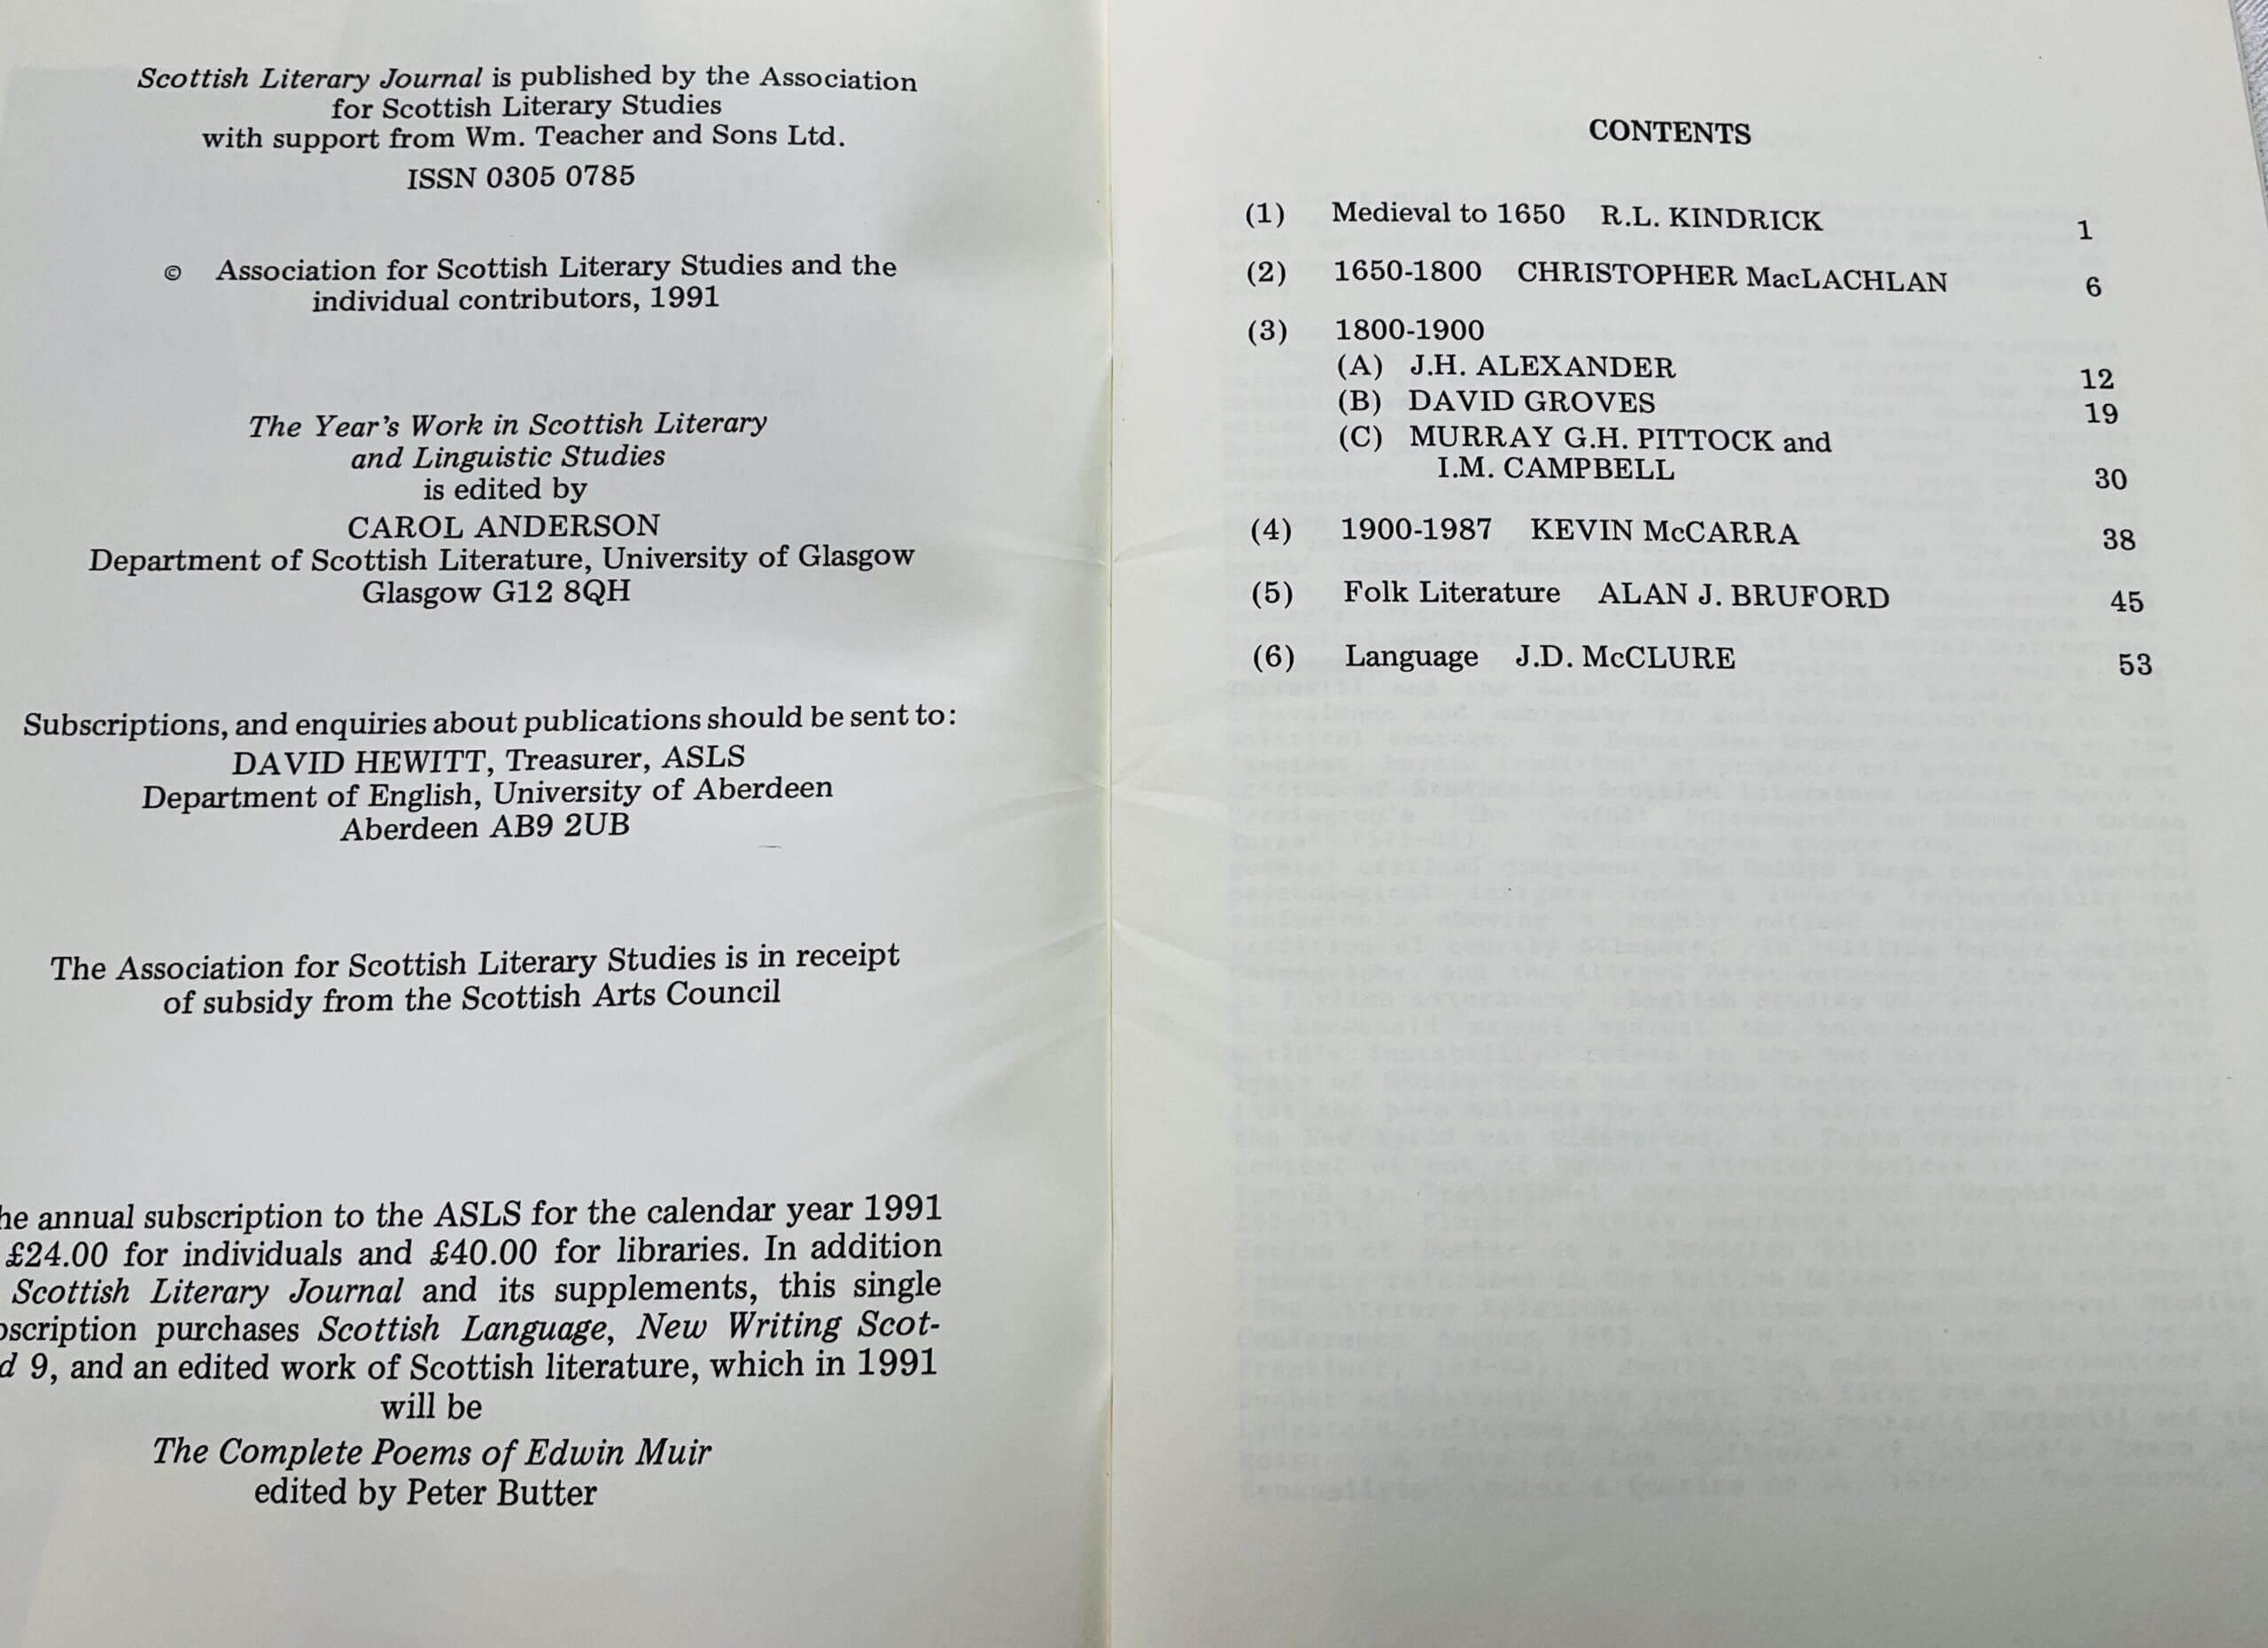 Scottish Literary Journal is published by the Association
for Scottish Literary Studies
with support from Wm. Teacher and Sons Ltd.
ISSN 0305 0785
© Association for Scottish Literary Studies and the
individual contributors, 1991
The Year's Work in Scottish Literary
and Linguistic Studies
is edited by
CAROL ANDERSON
Department of Scottish Literature, University of Glasgow
Glasgow G12 8QH
Subscriptions, and enquiries about publications should be sent to:
DAVID HEWITT, Treasurer, ASLS
Department of English, University of Aberdeen
Aberdeen AB9 2UB
The Association for Scottish Literary Studies is in receipt
of subsidy from the Scottish Arts Council
he annual subscription to the ASLS for the calendar year 1991
£24.00 for individuals and £40.00 for libraries. In addition
Scottish Literary Journal and its supplements, this single
scription purchases Scottish Language, New Writing Scot-
d 9, and an edited work of Scottish literature, which in 1991
will be
The Complete Poems of Edwin Muir
edited by Peter Butter
CONTENTS
(1) Medieval to 1650 R.L. KINDRICK 1
(2) 1650-1800 CHRISTOPHER MacLACHLAN 6
(3) 1800-1900
(A) J.H. ALEXANDER 12
(B) DAVID GROVES 19
(C) MURRAY G.H. PITTOCK and
I.M. CAMPBELL 30
(4) 1900-1987 KEVIN McCARRA 38
(5) Folk Literature ALAN J. BRUFORD 45
(6) Language J.D. McCLURE 53